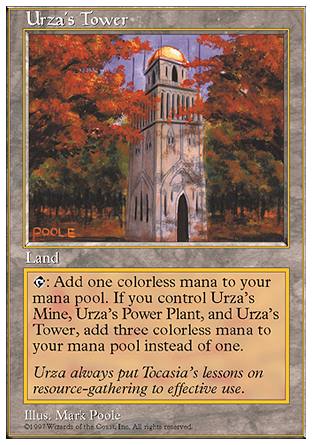 Urza's Tower
POOLE
Land
: Add one colorless mana to your
mana pool. If you control Urza's
Mine, Urza's Power Plant, and Urza's
Tower, add three colorless mana to
your mana pool instead of one.
Urza always put Tocasia's lessons on
resource-gathering to effective use.
Illus. Mark Poole
©1997 Wizards of the Coast, Inc. All rights reserved.